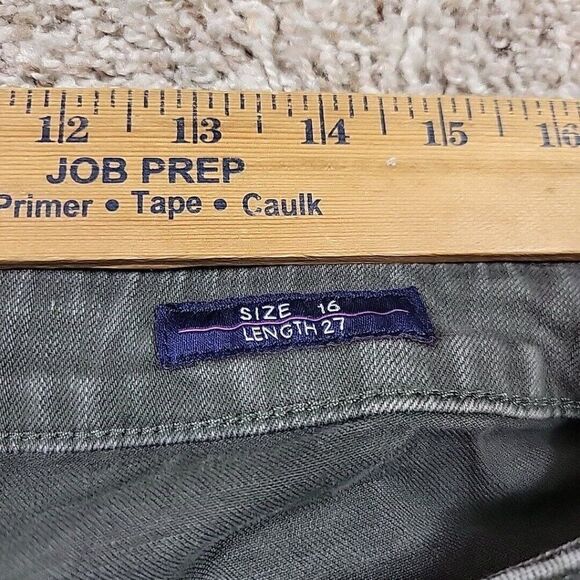 12 13 14 15 16
JOB PREP
Primer • Tape • Caulk
SIZE 16
LENGTH 27